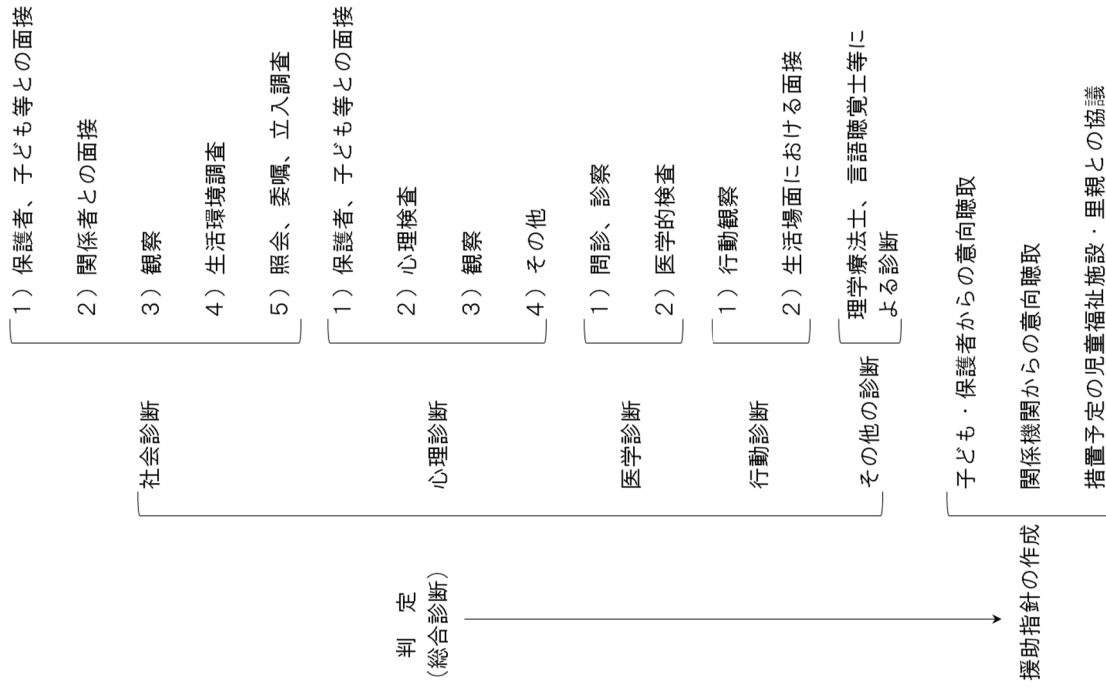 判　定
（総合診断）
社会診断
1）保護者、子ども等との面接
2）関係者との面接
3）観察
4）生活環境調査
5）照会、委嘱、立入調査
心理診断
1）保護者、子ども等との面接
2）心理検査
3）観察
4）その他
医学診断
1）問診、診察
2）医学的検査
行動診断
1）行動観察
2）生活場面における面接
その他の診断
理学療法士、言語聴覚士等に
よる診断
援助指針の作成
子ども・保護者からの意向聴取
関係機関からの意向聴取
措置予定の児童福祉施設・里親との協議